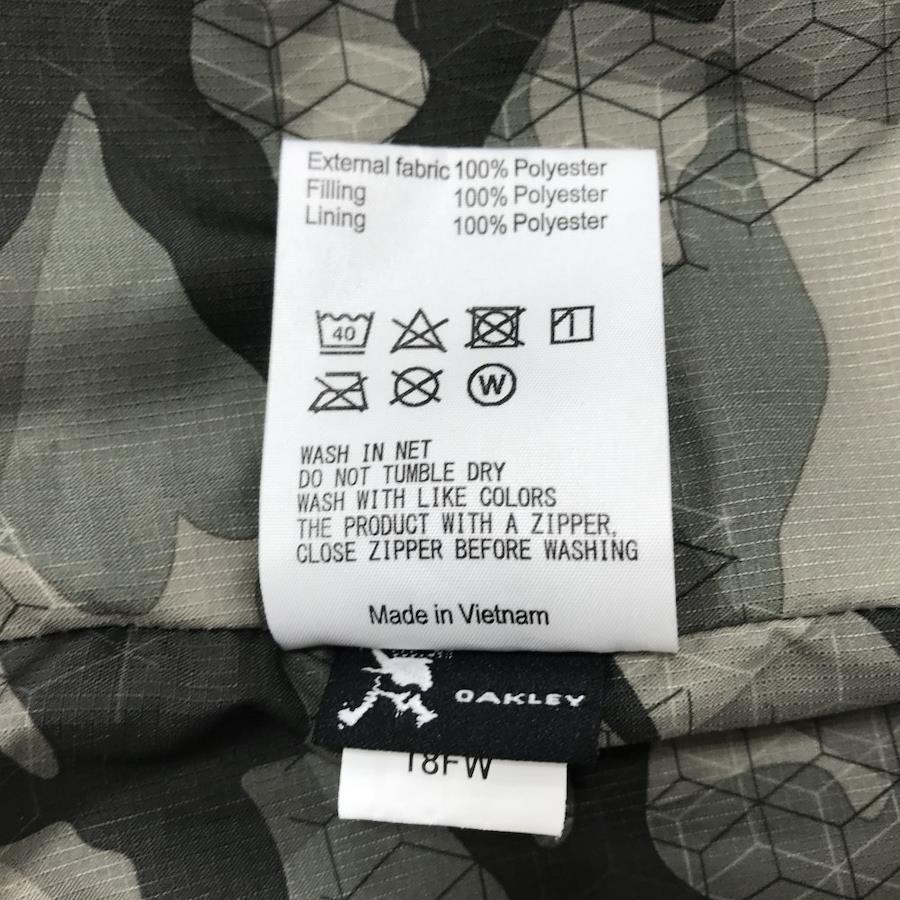 External fabric 100% Polyester
Filling 100% Polyester
Lining 100% Polyester
40
W
WASH IN NET
DO NOT TUMBLE DRY
WASH WITH LIKE COLORS
THE PRODUCT WITH A ZIPPER,
CLOSE ZIPPER BEFORE WASHING
Made in Vietnam
OAKLEY
18FW